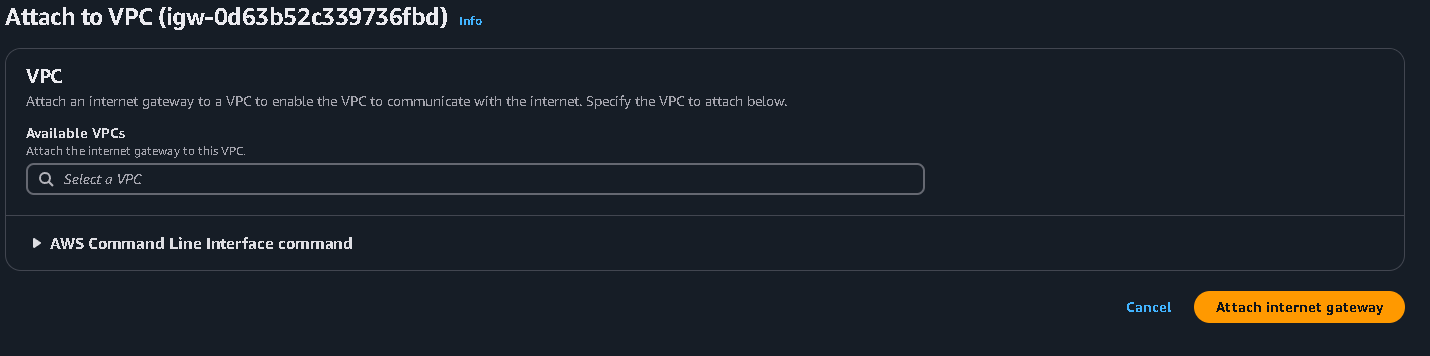 Attach to VPC (igw-0d63b52c339736fbd) Info
VPC
Attach an internet gateway to a VPC to enable the VPC to communicate with the internet. Specify the VPC to attach below.
Available VPCs
Attach the internet gateway to this VPC.
Select a VPC
AWS Command Line Interface command
Cancel Attach internet gateway